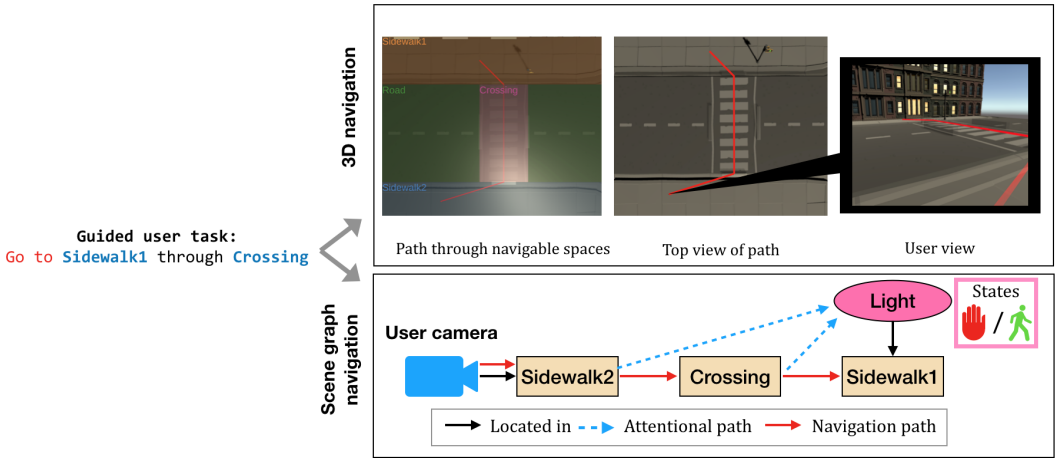 3D navigation
Sidewalk1
Road
Crossing
Sidewalk2
Path through navigable spaces
Top view of path
User view
Guided user task:
Go to Sidewalk1 through Crossing
Scene graph
navigation
User camera
Light
States
/
Sidewalk2
Crossing
Sidewalk1
Located in
Attentional path
Navigation path